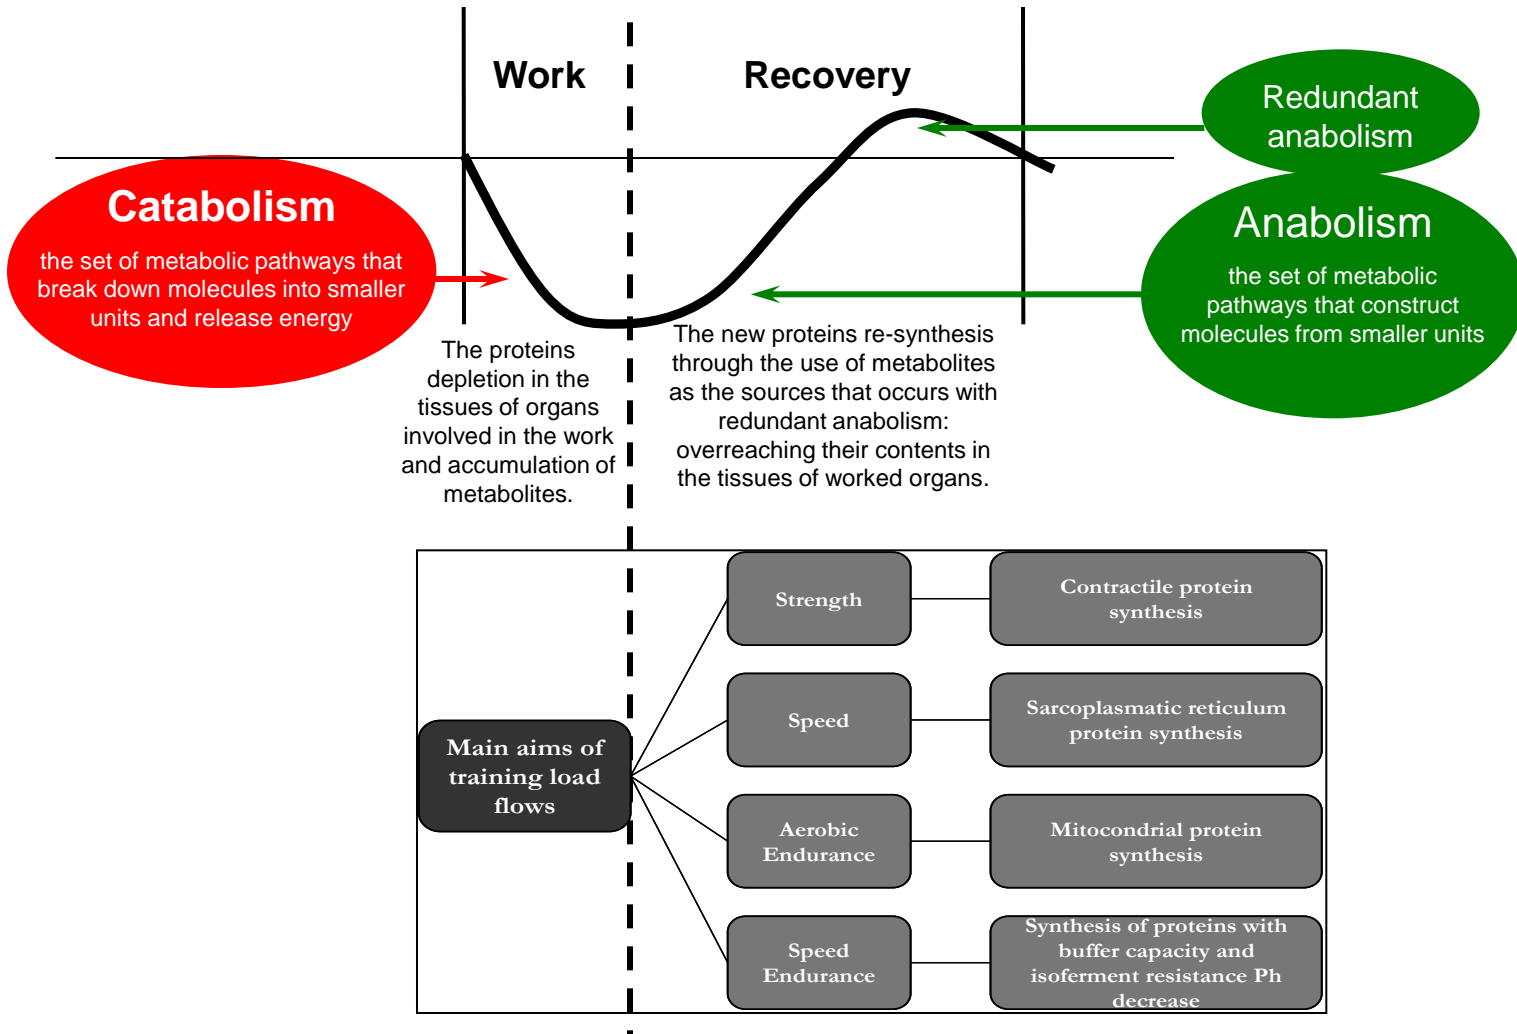 Work
Recovery
Redundant
anabolism
Catabolism
the set of metabolic pathways that
break down molecules into smaller
units and release energy
Anabolism
the set of metabolic
pathways that construct
molecules from smaller units
The proteins
depletion in the
tissues of organs
involved in the work
and accumulation of
metabolites.
The new proteins re-synthesis
through the use of metabolites
as the sources that occurs with
redundant anabolism:
overreaching their contents in
the tissues of worked organs.
Main aims of
training load
flows
Strength
Contractile protein
synthesis
Speed
Sarcoplasmatic reticulum
protein synthesis
Aerobic
Endurance
Mitocondrial protein
synthesis
Speed
Endurance
Synthesis of proteins with
buffer capacity and
isoferment resistance Ph
decrease